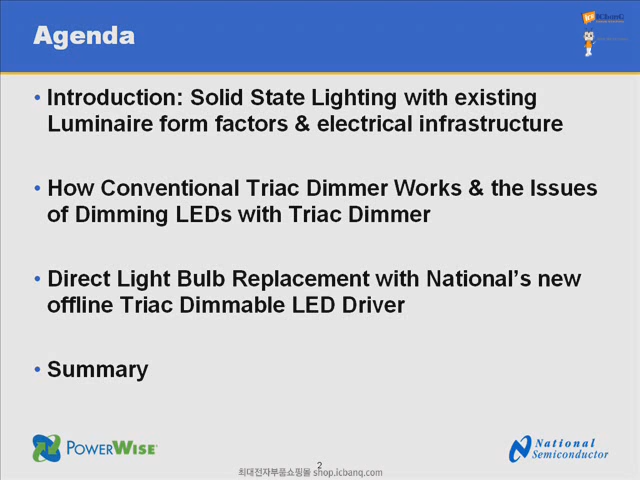 Agenda
• Introduction: Solid State Lighting with existing
Luminaire form factors & electrical infrastructure
• How Conventional Triac Dimmer Works & the Issues
of Dimming LEDs with Triac Dimmer
• Direct Light Bulb Replacement with National's new
offline Triac Dimmable LED Driver
• Summary
POWERWISE®
2
National
Semiconductor
최대전자부품쇼핑몰 shop.icbanq.com